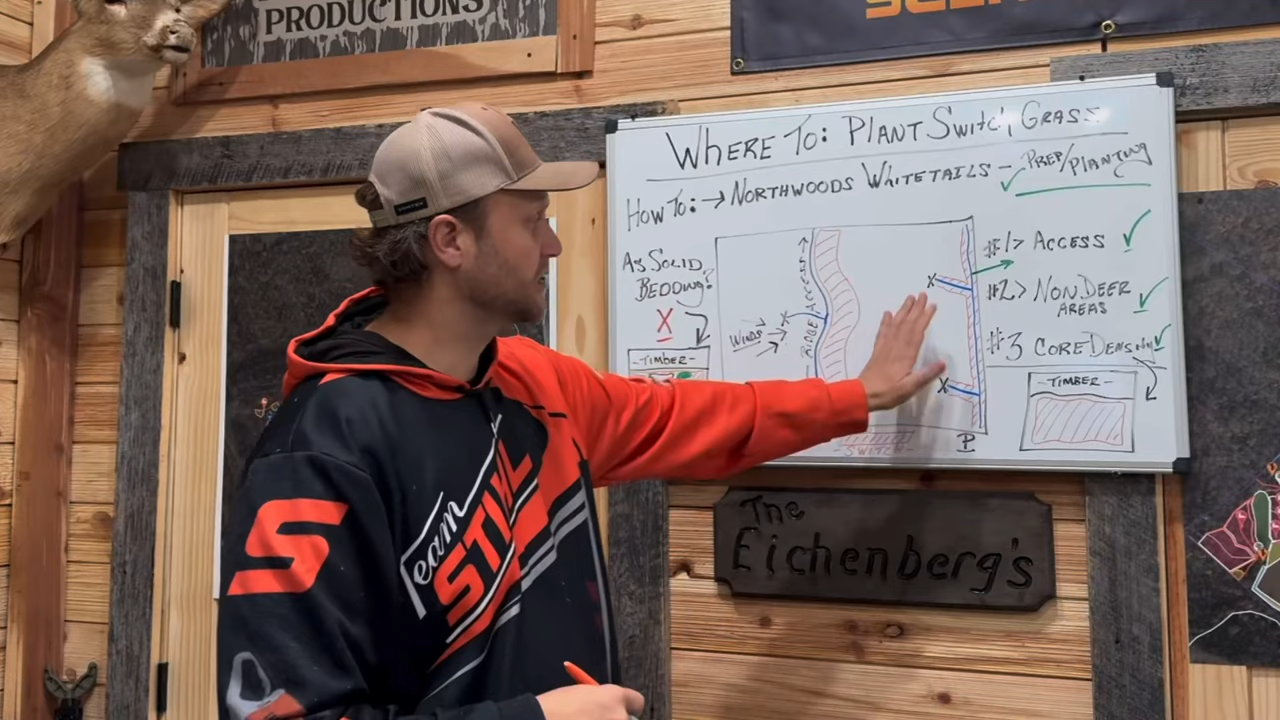 PRODUCTIONS
WHERE TO: PLANT SWITCH GRASS
HOW TO: → NORTHWOODS WHITETAILS - PREP/PLANTING
AS SOLID
BEDDING?
X
-TIMBER-
WINDS
X
RIDGE ACCESS
X
X
SWITCH
P
#1> ACCESS
#2> NON DEER
AREAS
#3 CORE DENSITY
-TIMBER-
The
Eichenberg's
Team
STIHL
S